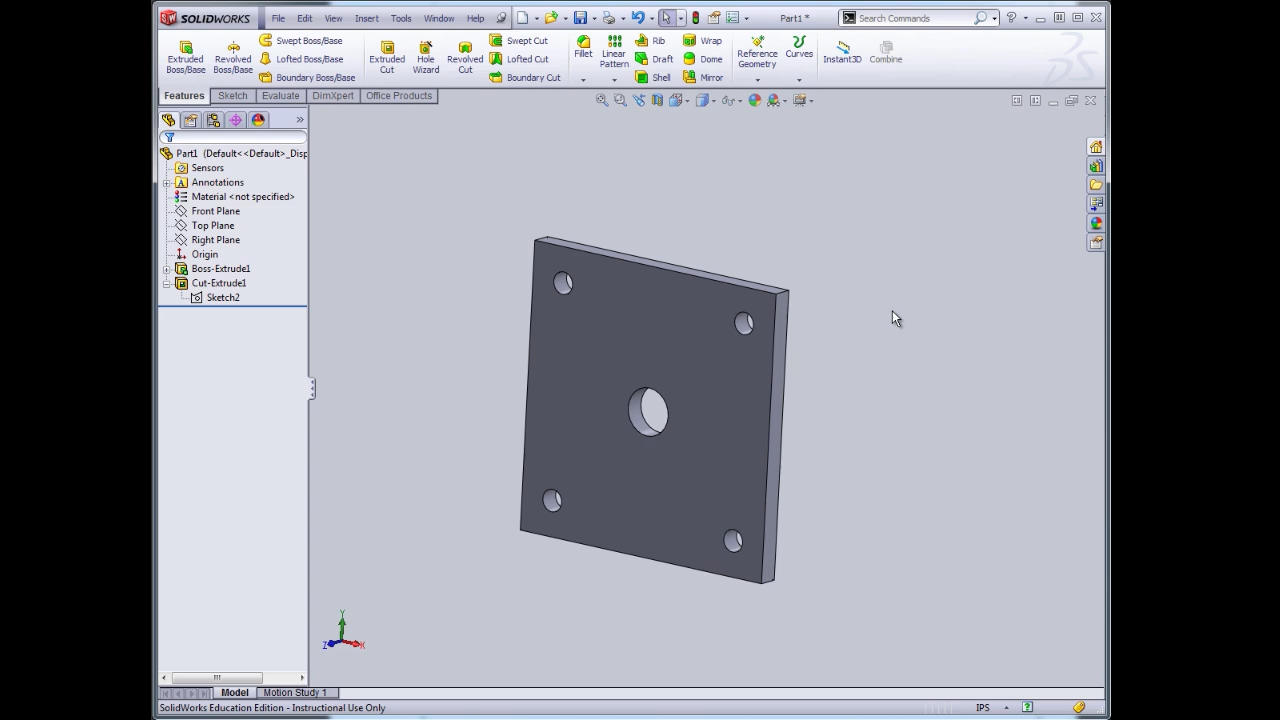 SOLIDWORKS File Edit View Insert Tools Window Help Part1 * Search Commands
Extruded Boss/Base
Revolved Boss/Base
Swept Boss/Base
Lofted Boss/Base
Boundary Boss/Base
Extruded Cut
Hole Wizard
Revolved Cut
Swept Cut
Lofted Cut
Boundary Cut
Fillet
Linear Pattern
Rib
Draft
Shell
Wrap
Dome
Mirror
Reference Geometry
Curves
Instant3D
Combine
Features Sketch Evaluate DimXpert Office Products
Part1 (Default<<Default>_Disp
Sensors
Annotations
Material <not specified>
Front Plane
Top Plane
Right Plane
Origin
Boss-Extrude1
Cut-Extrude1
Sketch2
Y
Z X
Model Motion Study 1
SolidWorks Education Edition - Instructional Use Only IPS